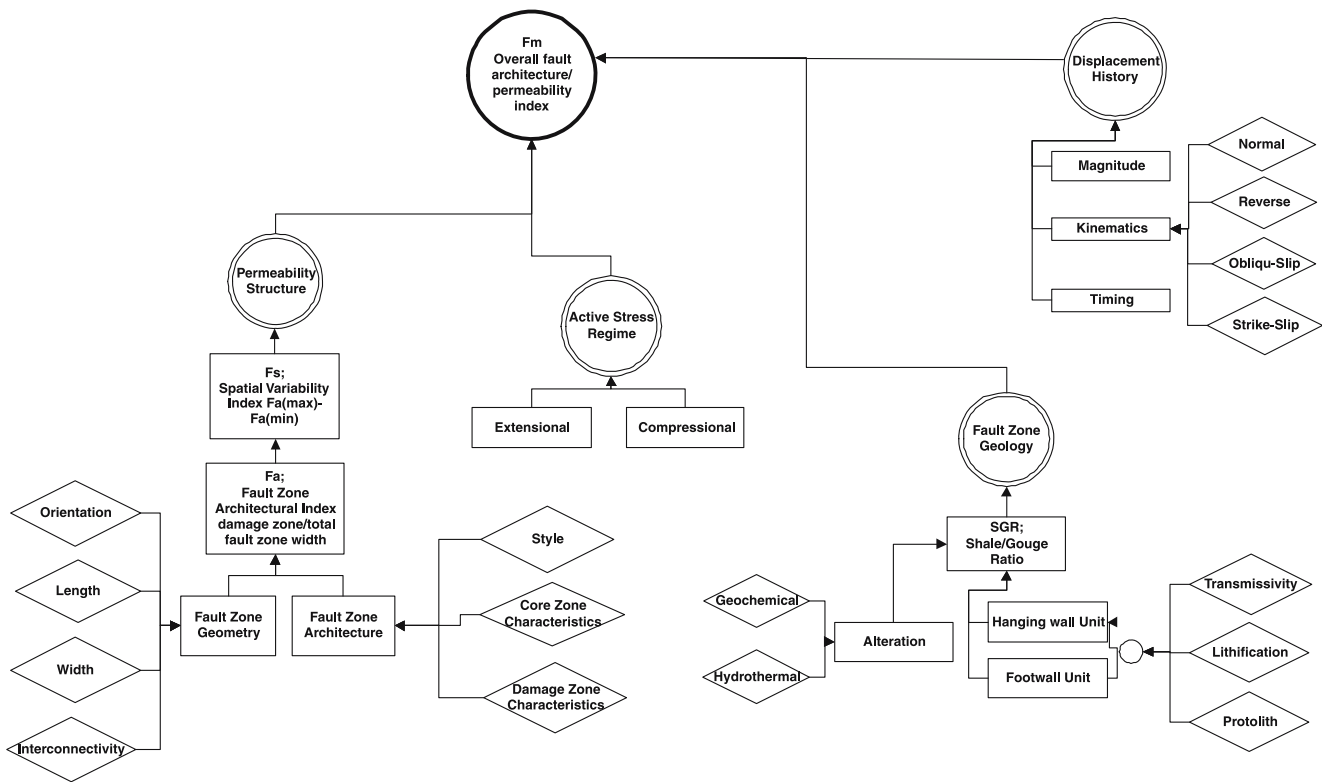 Fm
Overall fault
architecture/
permeability
index
Displacement
History
Magnitude
Kinematics
Timing
Normal
Reverse
Obliqu-Slip
Strike-Slip
Permeability
Structure
Active Stress
Regime
Extensional
Compressional
Fs;
Spatial Variability
Index Fa(max)-
Fa(min)
Fa;
Fault Zone
Architectural Index
damage zone/total
fault zone width
Orientation
Length
Width
Interconnectivity
Fault Zone
Geometry
Fault Zone
Architecture
Style
Core Zone
Characteristics
Damage Zone
Characteristics
Fault Zone
Geology
SGR;
Shale/Gouge
Ratio
Geochemical
Hydrothermal
Alteration
Hanging wall Unit
Footwall Unit
Transmissivity
Lithification
Protolith